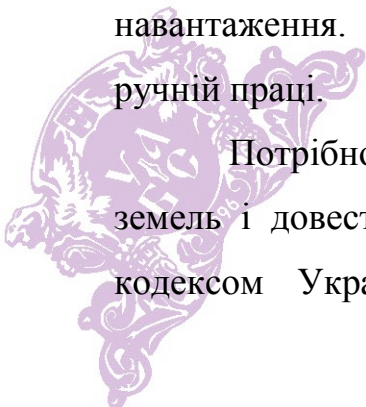 навантаження.
ручній праці.
Потрібно
земель і довест
кодексом Укра